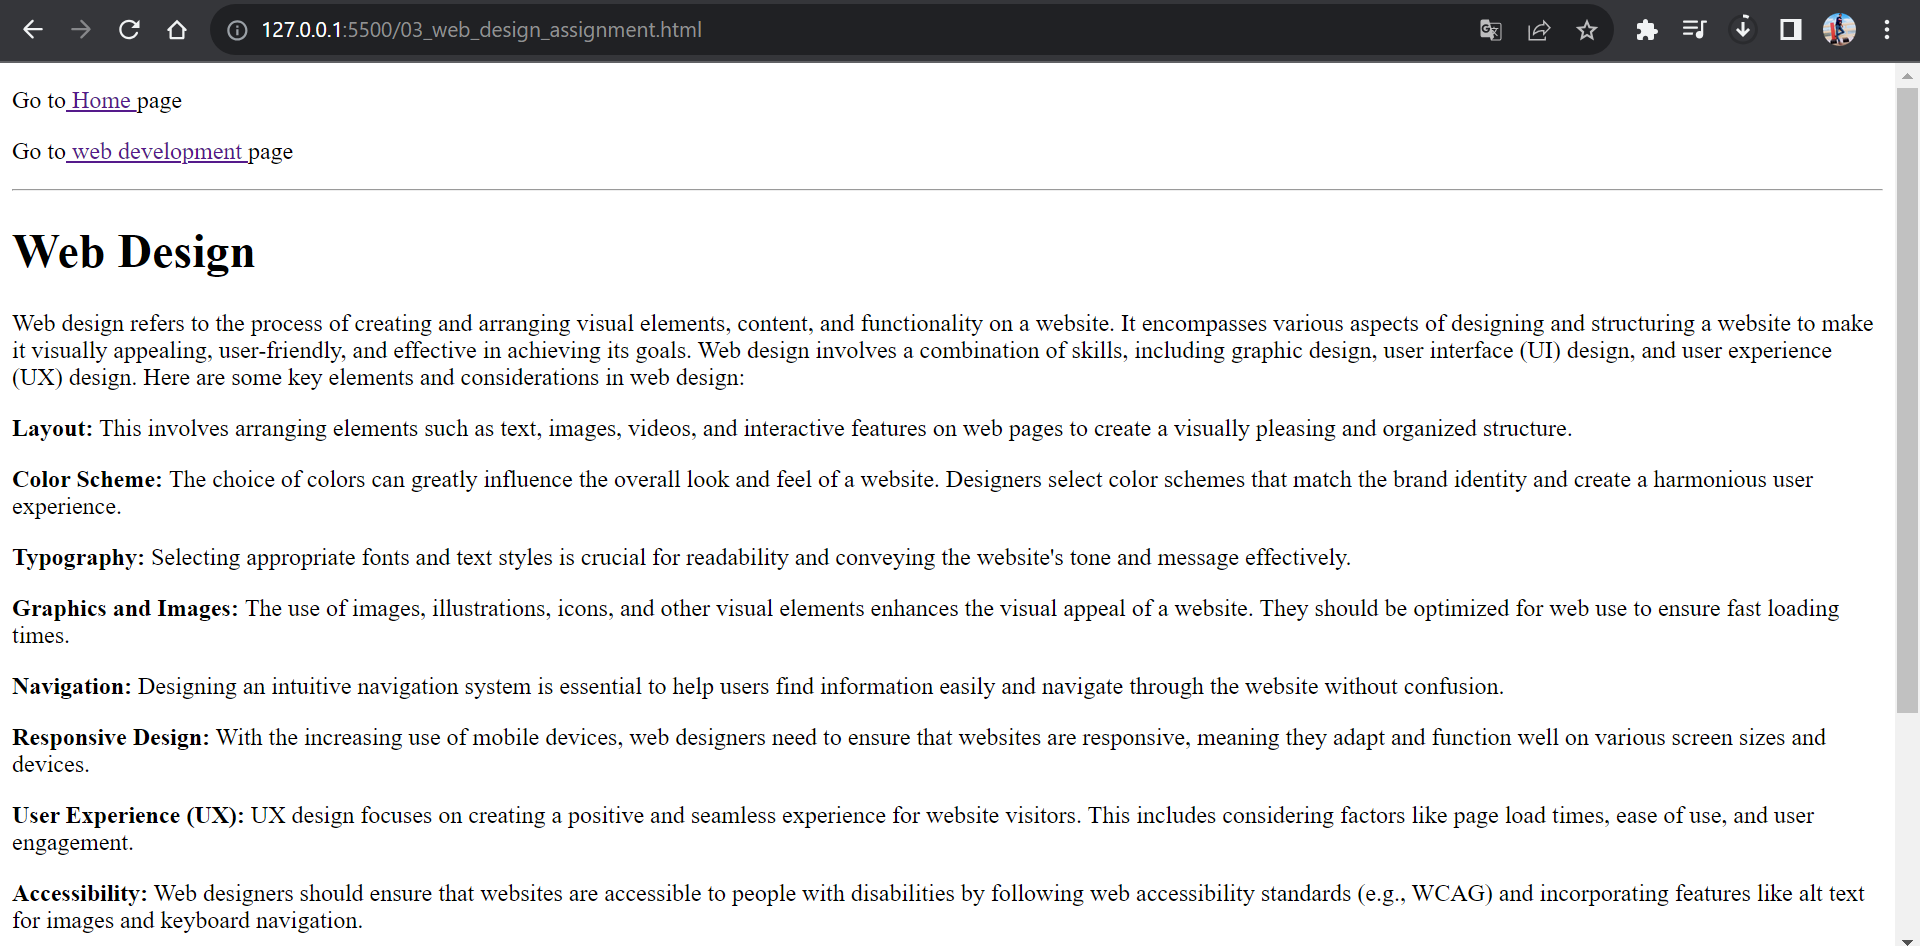 127.0.0.1:5500/03_web_design_assignment.html
Go to Home page
Go to web development page
Web Design
Web design refers to the process of creating and arranging visual elements, content, and functionality on a website. It encompasses various aspects of designing and structuring a website to make
it visually appealing, user-friendly, and effective in achieving its goals. Web design involves a combination of skills, including graphic design, user interface (UI) design, and user experience
(UX) design. Here are some key elements and considerations in web design:
Layout: This involves arranging elements such as text, images, videos, and interactive features on web pages to create a visually pleasing and organized structure.
Color Scheme: The choice of colors can greatly influence the overall look and feel of a website. Designers select color schemes that match the brand identity and create a harmonious user
experience.
Typography: Selecting appropriate fonts and text styles is crucial for readability and conveying the website's tone and message effectively.
Graphics and Images: The use of images, illustrations, icons, and other visual elements enhances the visual appeal of a website. They should be optimized for web use to ensure fast loading
times.
Navigation: Designing an intuitive navigation system is essential to help users find information easily and navigate through the website without confusion.
Responsive Design: With the increasing use of mobile devices, web designers need to ensure that websites are responsive, meaning they adapt and function well on various screen sizes and
devices.
User Experience (UX): UX design focuses on creating a positive and seamless experience for website visitors. This includes considering factors like page load times, ease of use, and user
engagement.
Accessibility: Web designers should ensure that websites are accessible to people with disabilities by following web accessibility standards (e.g., WCAG) and incorporating features like alt text
for images and keyboard navigation.